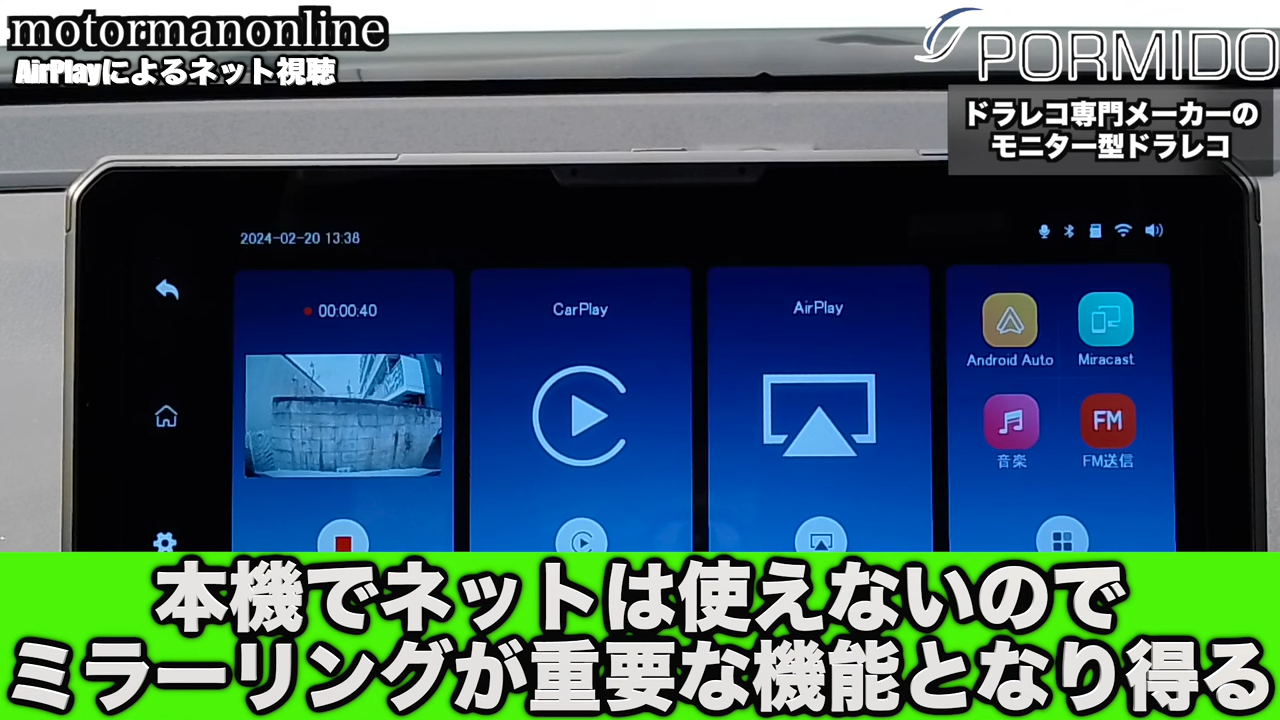 motormanonline
AirPlayによるネット視聴
PORMIDO
ドラレコ専門メーカーの
モニター型ドラレコ
2024-02-20 13:38
00:00:40
CarPlay
AirPlay
Android Auto
Miracast
音楽
FM
FM送信
本機でネットは使えないので
ミラーリングが重要な機能となり得る